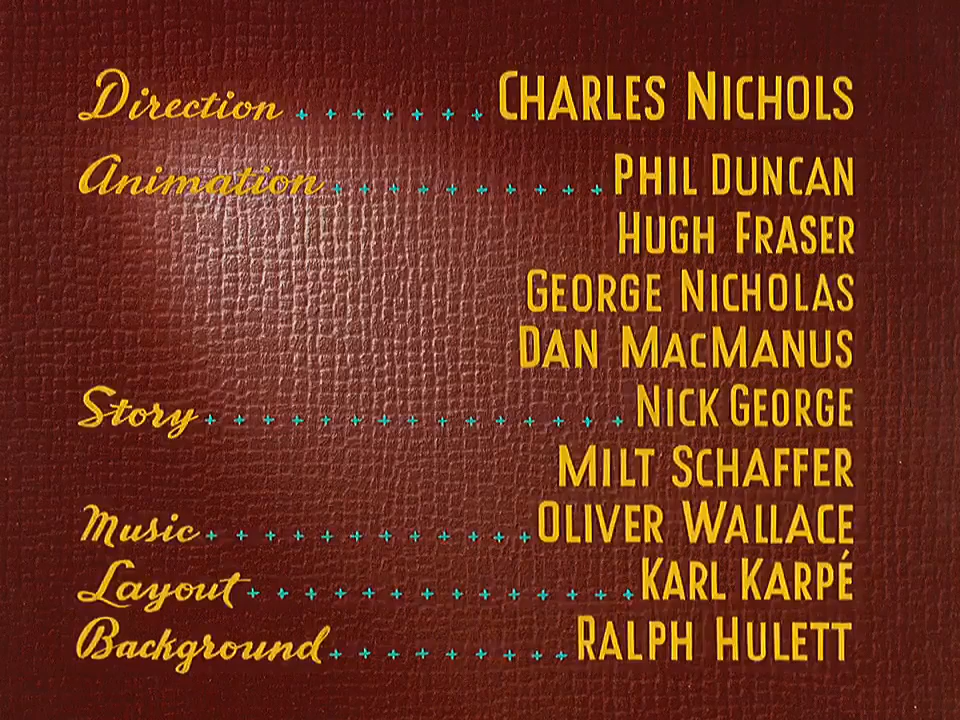 Direction . . . . . . . CHARLES NICHOLS
Animation . . . . . . . . . . PHIL DUNCAN
HUGH FRASER
GEORGE NICHOLAS
DAN MACMANUS
Story . . . . . . . . . . . . . . . NICK GEORGE
MILT SCHAFFER
Music . . . . . . . . . . . . OLIVER WALLACE
Layout . . . . . . . . . . . . . . KARL KARPÉ
Background . . . . . . . . . RALPH HULETT